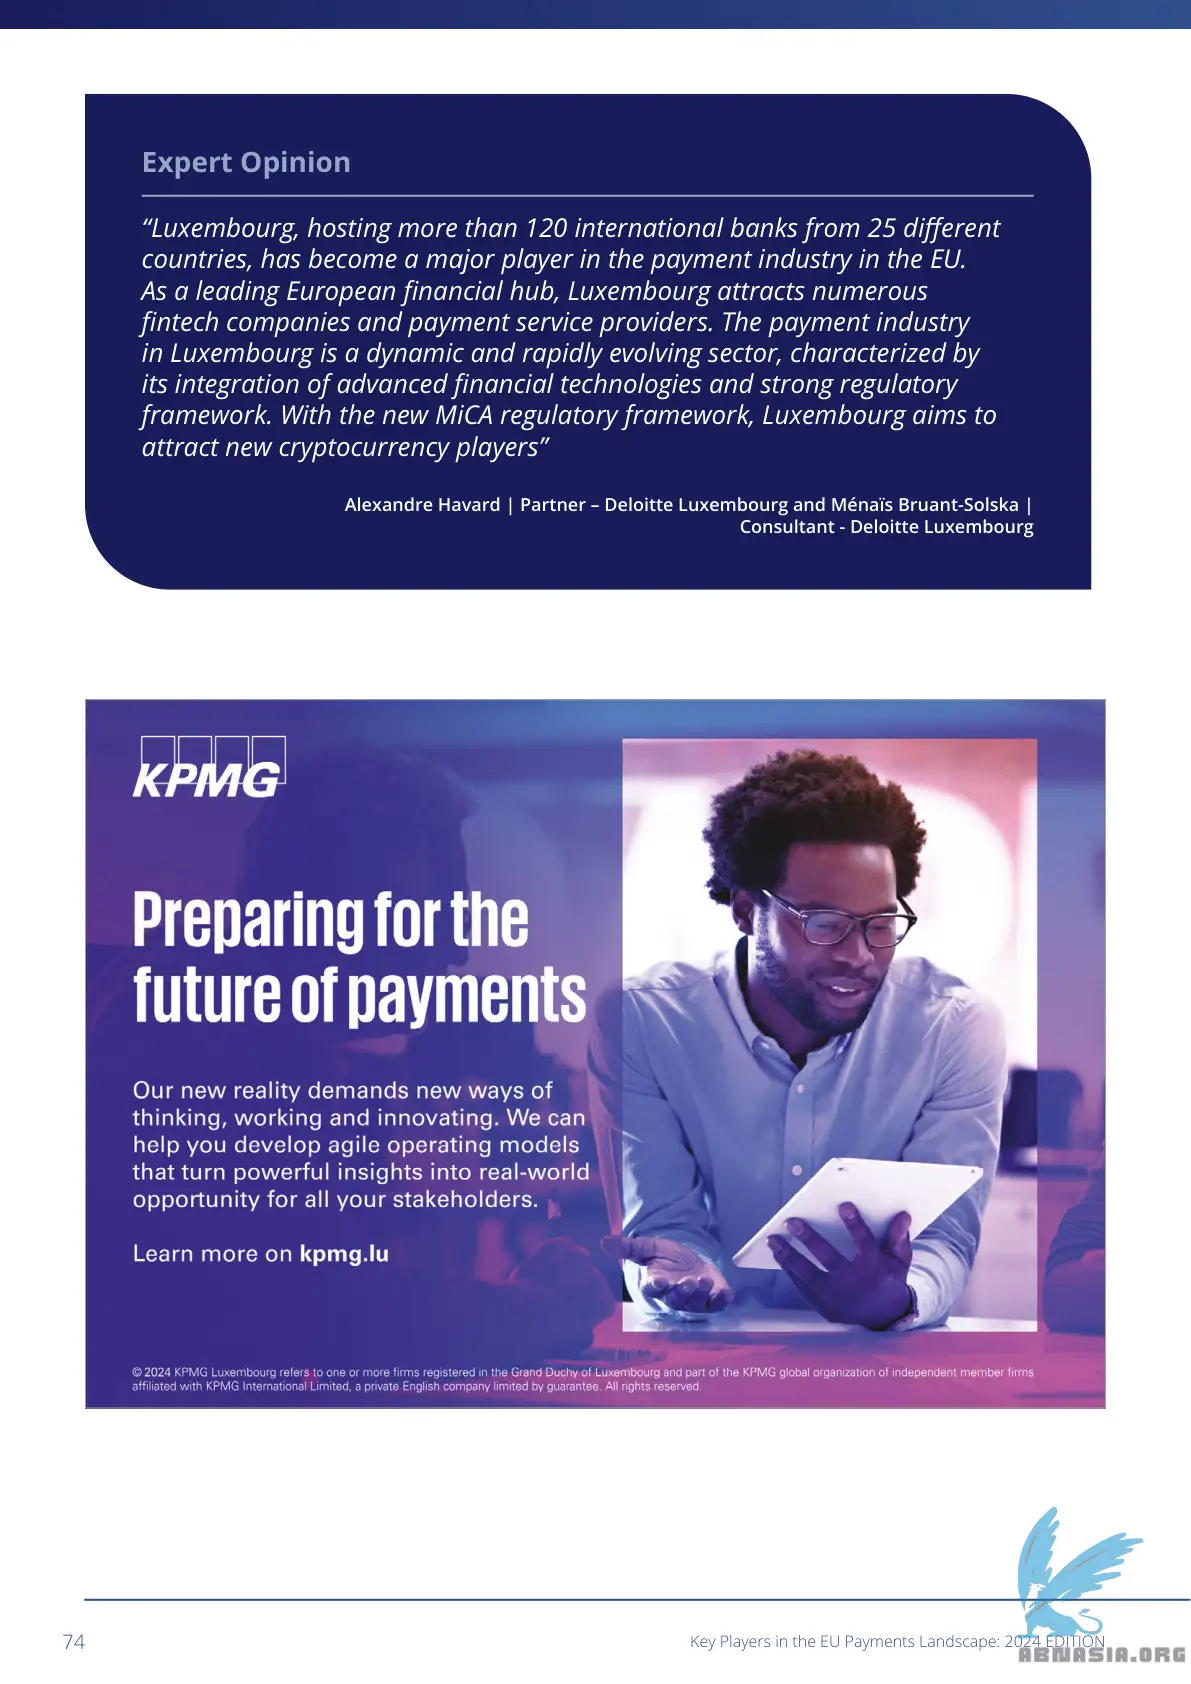 Expert Opinion
“Luxembourg, hosting more than 120 international banks from 25 different
countries, has become a major player in the payment industry in the EU.
As a leading European financial hub, Luxembourg attracts numerous
fintech companies and payment service providers. The payment industry
in Luxembourg is a dynamic and rapidly evolving sector, characterized by
its integration of advanced financial technologies and strong regulatory
framework. With the new MiCA regulatory framework, Luxembourg aims to
attract new cryptocurrency players”
Alexandre Havard | Partner – Deloitte Luxembourg and Ménaïs Bruant-Solska |
Consultant - Deloitte Luxembourg
KPMG
Preparing for the
future of payments
Our new reality demands new ways of
thinking, working and innovating. We can
help you develop agile operating models
that turn powerful insights into real-world
opportunity for all your stakeholders.
Learn more on kpmg.lu
© 2024 KPMG Luxembourg refers to one or more firms registered in the Grand Duchy of Luxembourg and part of the KPMG global organization of independent member firms
affiliated with KPMG International Limited, a private English company limited by guarantee. All rights reserved.
74
Key Players in the EU Payments Landscape: 2024 EDITION
ABNASIA.ORG